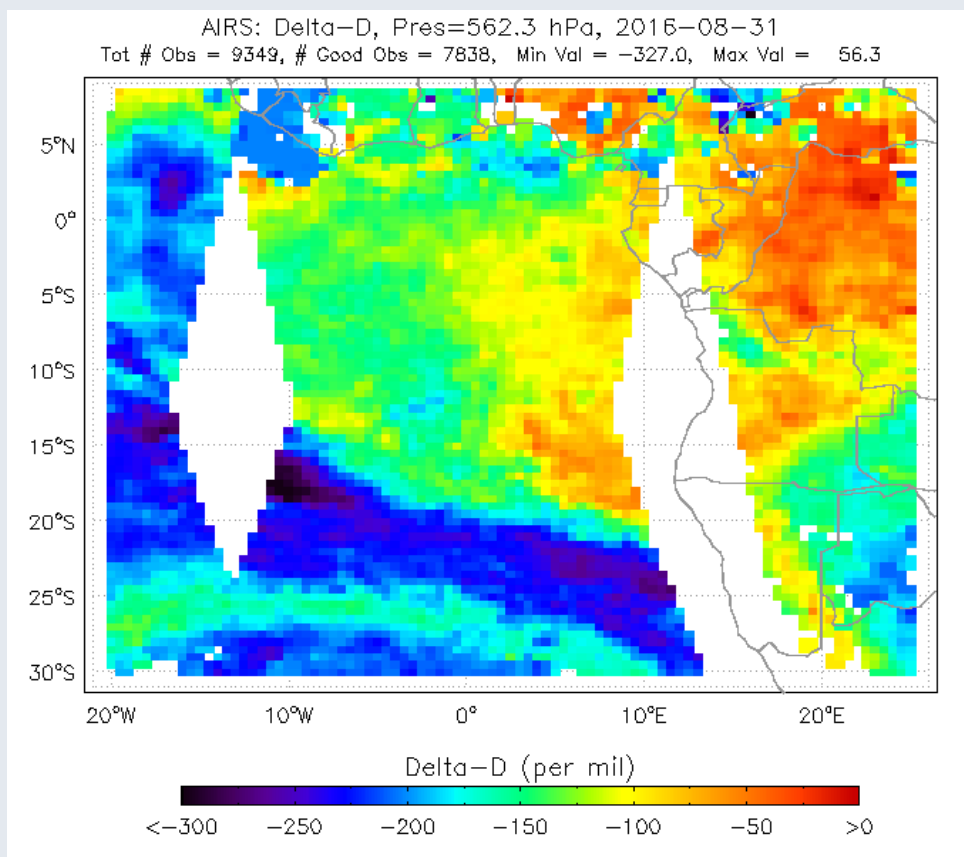 AIRS: Delta-D, Pres=562.3 hPa, 2016-08-31
Tot # Obs = 9349, # Good Obs = 7838, Min Val = -327.0, Max Val = 56.3
5°N
0°
5°S
10°S
15°S
20°S
25°S
30°S
20°W 10°W 0° 10°E 20°E
Delta-D (per mil)
<-300 -250 -200 -150 -100 -50 >0